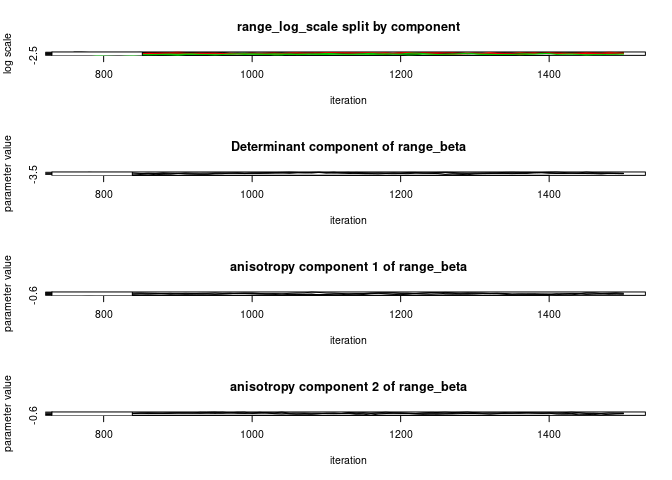 range_log_scale split by component
log scale
-2.5
800 1000 1200 1400
iteration
Determinant component of range_beta
parameter value
-3.5
800 1000 1200 1400
iteration
anisotropy component 1 of range_beta
parameter value
-0.6
800 1000 1200 1400
iteration
anisotropy component 2 of range_beta
parameter value
-0.6
800 1000 1200 1400
iteration